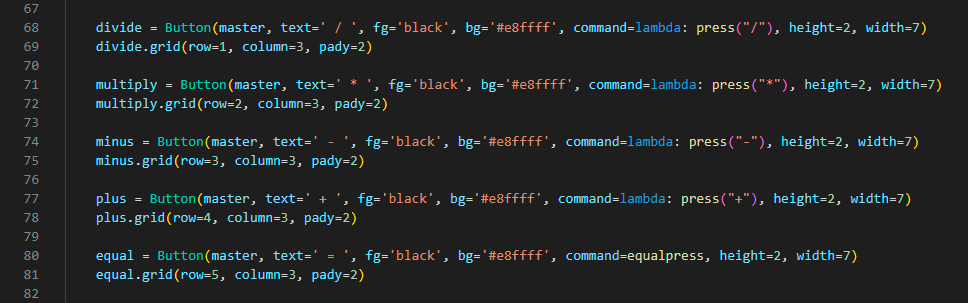 67
68 divide = Button(master, text=' / ', fg='black', bg='#e8ffff', command=lambda: press("/"), height=2, width=7)
69 divide.grid(row=1, column=3, pady=2)
70
71 multiply = Button(master, text=' * ', fg='black', bg='#e8ffff', command=lambda: press("*"), height=2, width=7)
72 multiply.grid(row=2, column=3, pady=2)
73
74 minus = Button(master, text=' - ', fg='black', bg='#e8ffff', command=lambda: press("-"), height=2, width=7)
75 minus.grid(row=3, column=3, pady=2)
76
77 plus = Button(master, text=' + ', fg='black', bg='#e8ffff', command=lambda: press("+"), height=2, width=7)
78 plus.grid(row=4, column=3, pady=2)
79
80 equal = Button(master, text=' = ', fg='black', bg='#e8ffff', command=equalpress, height=2, width=7)
81 equal.grid(row=5, column=3, pady=2)
82